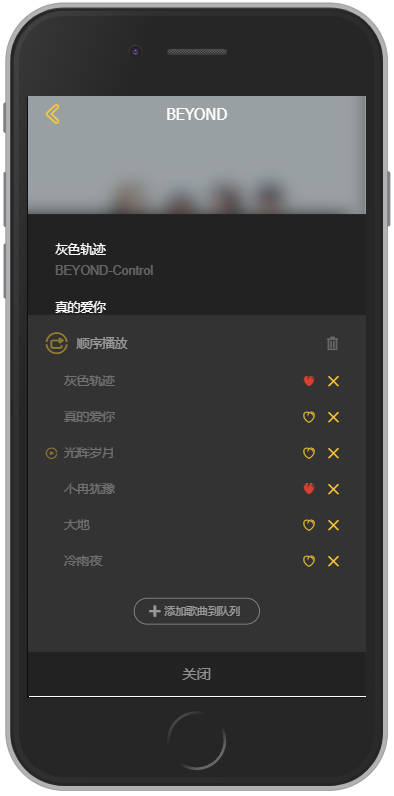 BEYOND
灰色轨迹
BEYOND-Control
真的爱你
顺序播放
灰色轨迹
真的爱你
光辉岁月
不再犹豫
大地
冷雨夜
添加歌曲到队列
关闭